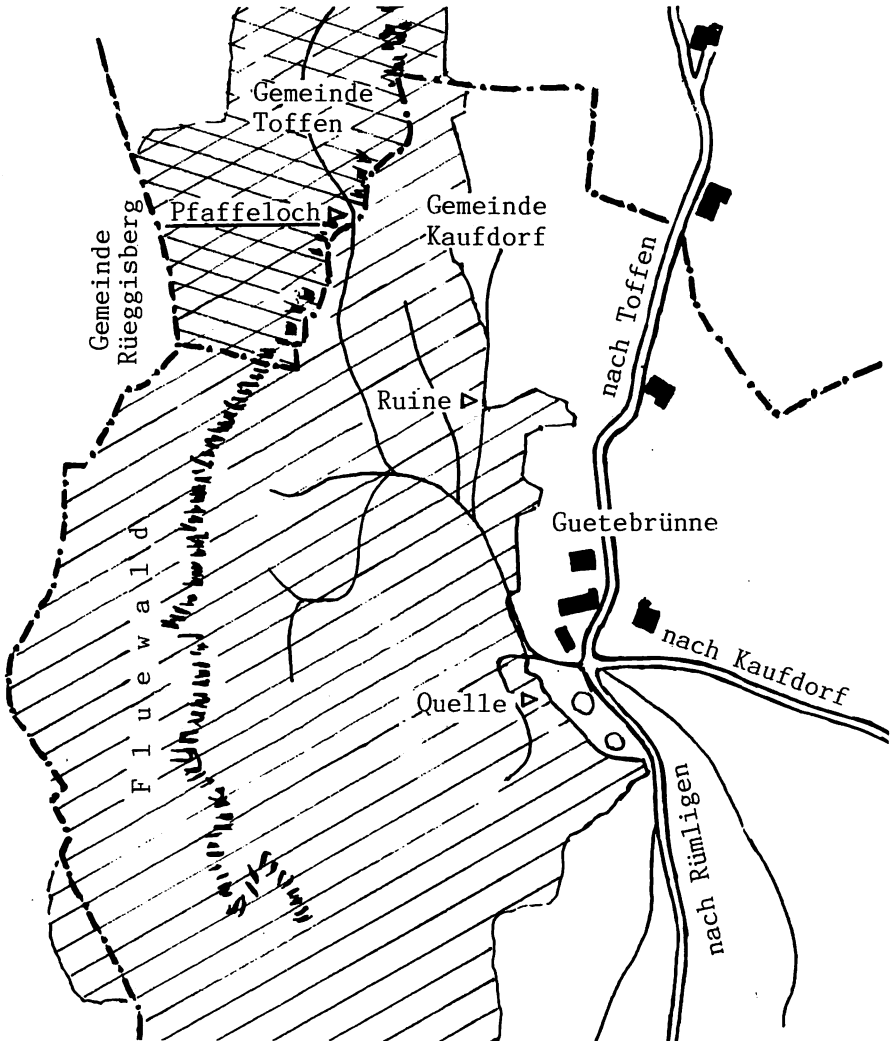 Gemeinde
Toffen
Pfaffeloch
Gemeinde
Kaufdorf
Gemeinde
Rüeggisberg
nach Toffen
Ruine
Guetebrünne
Fluewald
nach Kaufdorf
Quelle
nach Rümligen